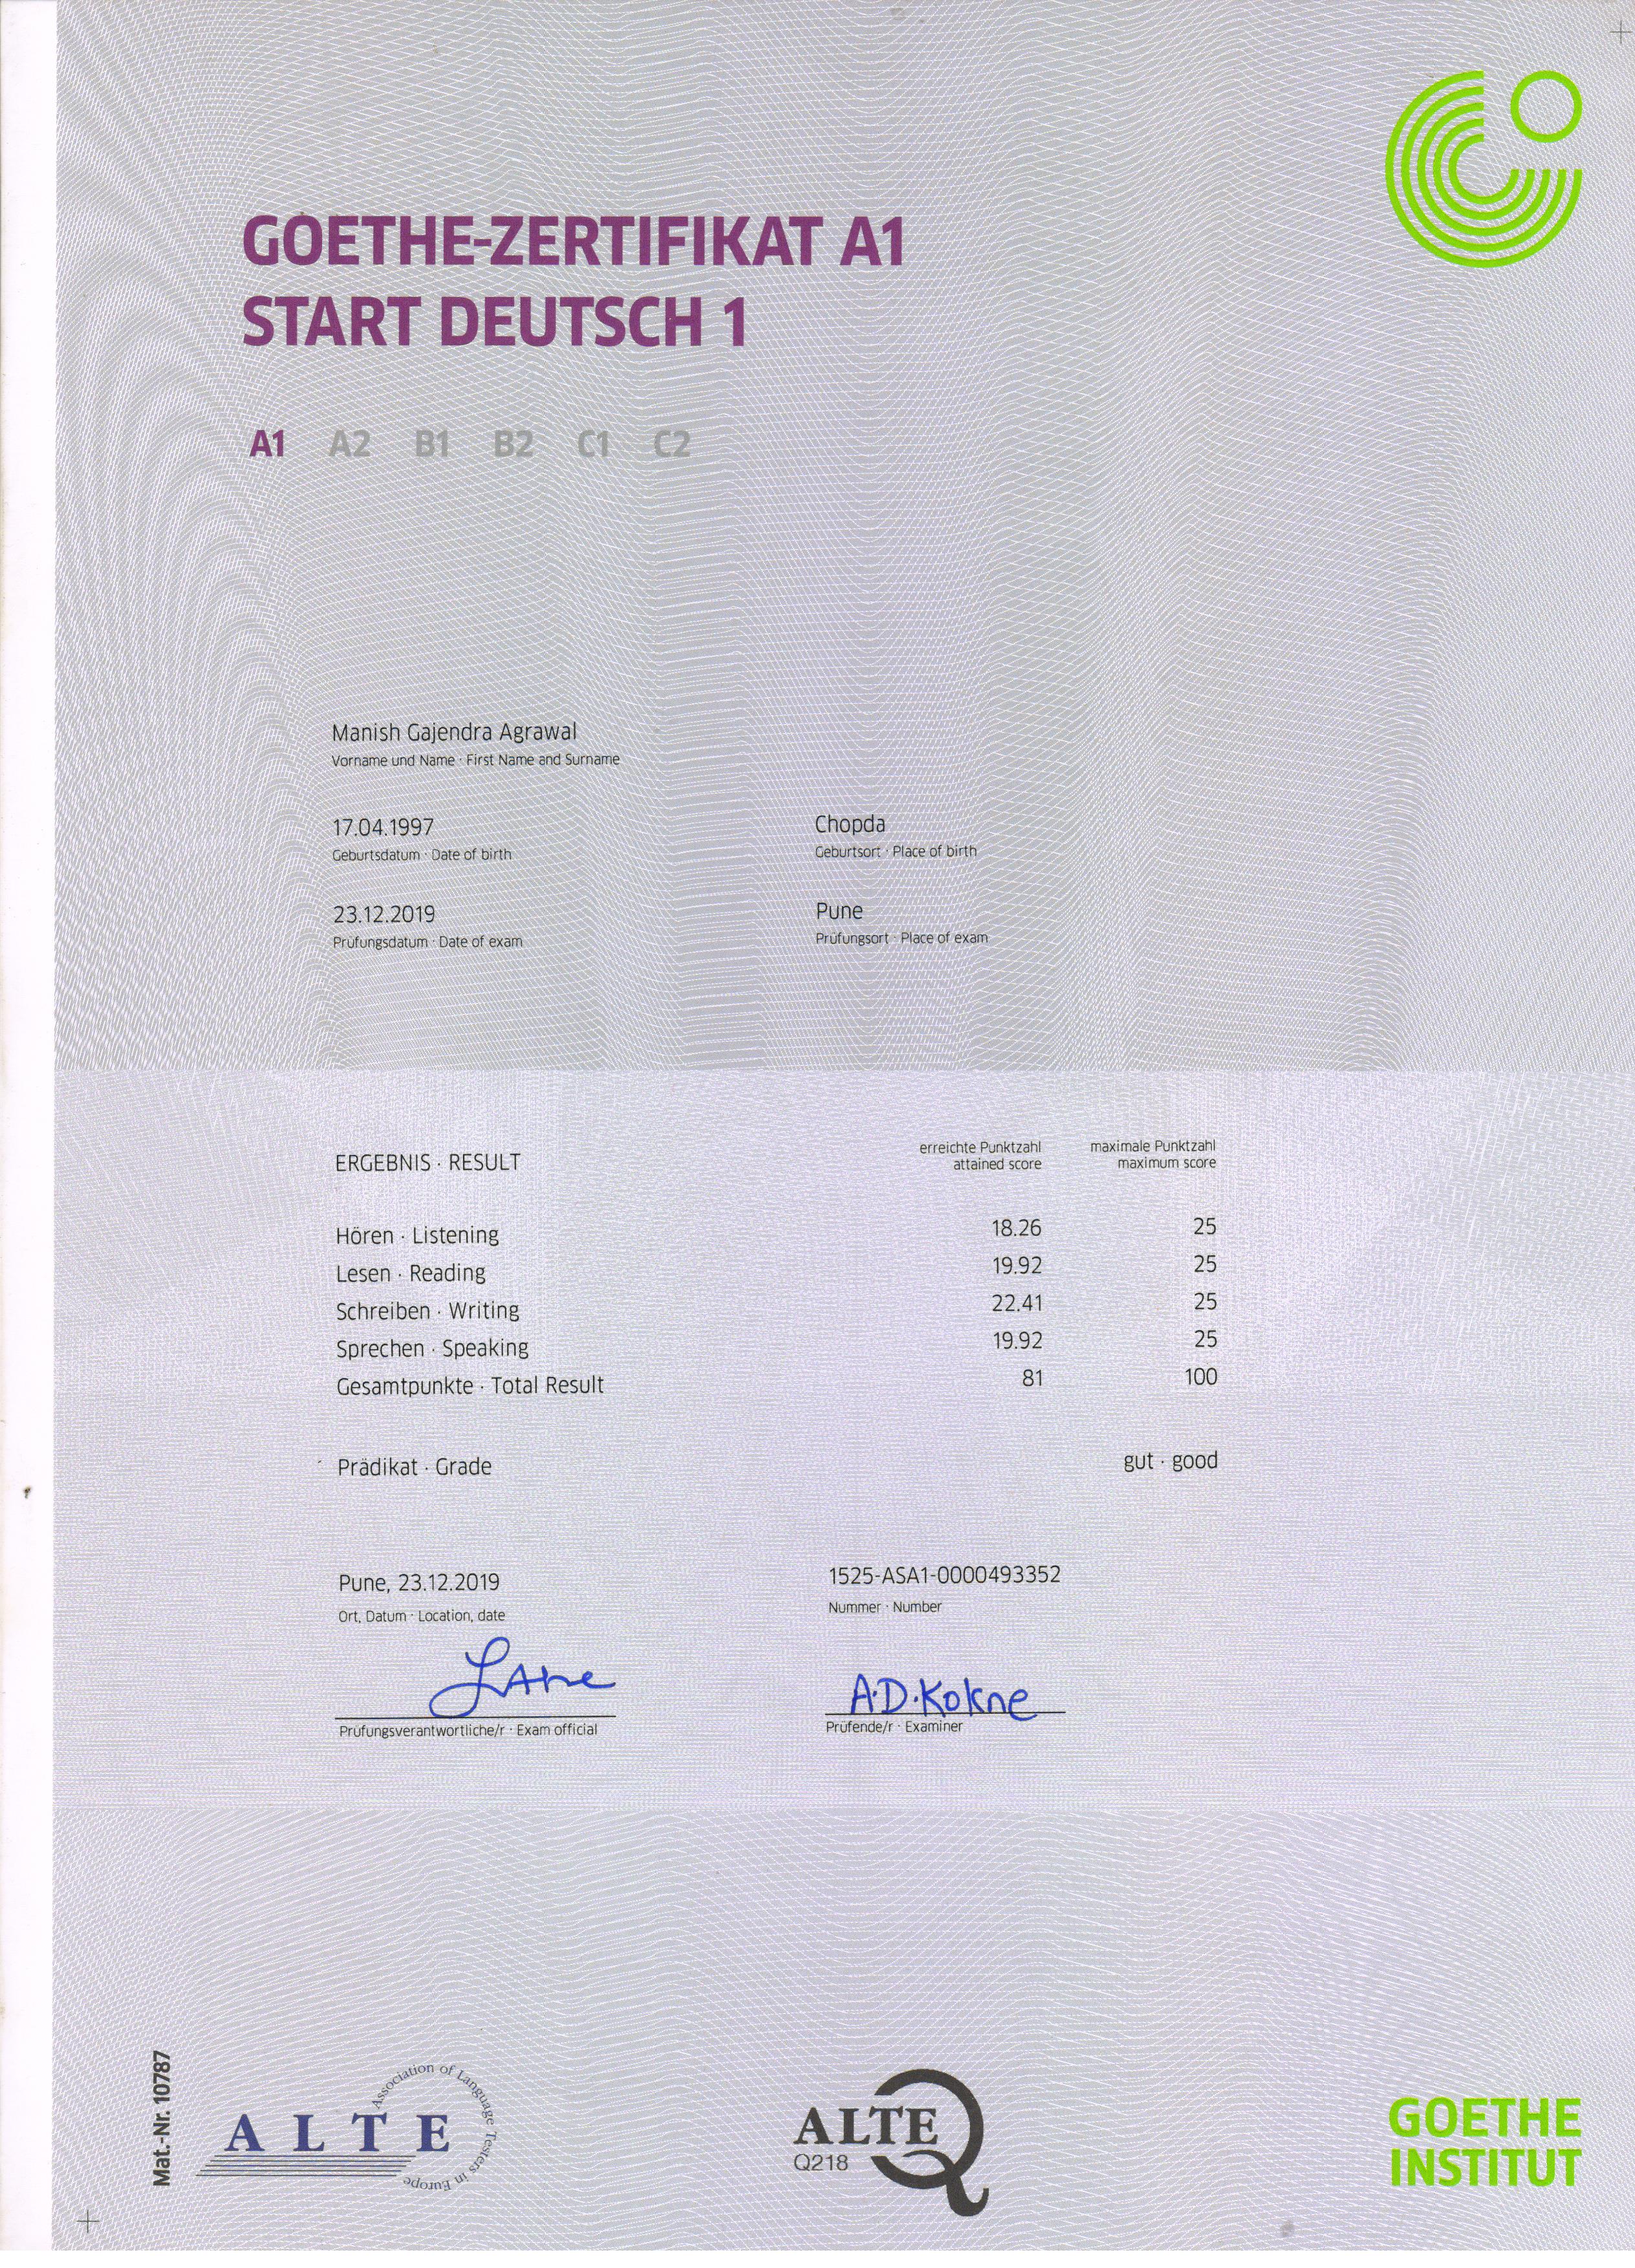 GOETHE-ZERTIFIKAT A1
START DEUTSCH 1
A1 A2 B1 B2 C1 C2
Manish Gajendra Agrawal
Vorname und Name · First Name and Surname
17.04.1997 Chopda
Geburtsdatum · Date of birth Geburtsort · Place of birth
23.12.2019 Pune
Prüfungsdatum · Date of exam Prüfungsort · Place of exam
erreichte Punktzahl maximale Punktzahl
ERGEBNIS · RESULT attained score maximum score
Hören · Listening 18.26 25
Lesen · Reading 19.92 25
Schreiben · Writing 22.41 25
Sprechen · Speaking 19.92 25
Gesamtpunkte · Total Result 81 100
Prädikat · Grade gut · good
Pune, 23.12.2019 1525-ASA1-0000493352
Ort, Datum · Location, date Nummer · Number
A.D.Kokne
Prüfungsverantwortliche/r · Exam official Prüfende/r · Examiner
Mat.-Nr. 10787
ALTE
Association of Language Testers in Europe
ALTE
Q218
GOETHE
INSTITUT